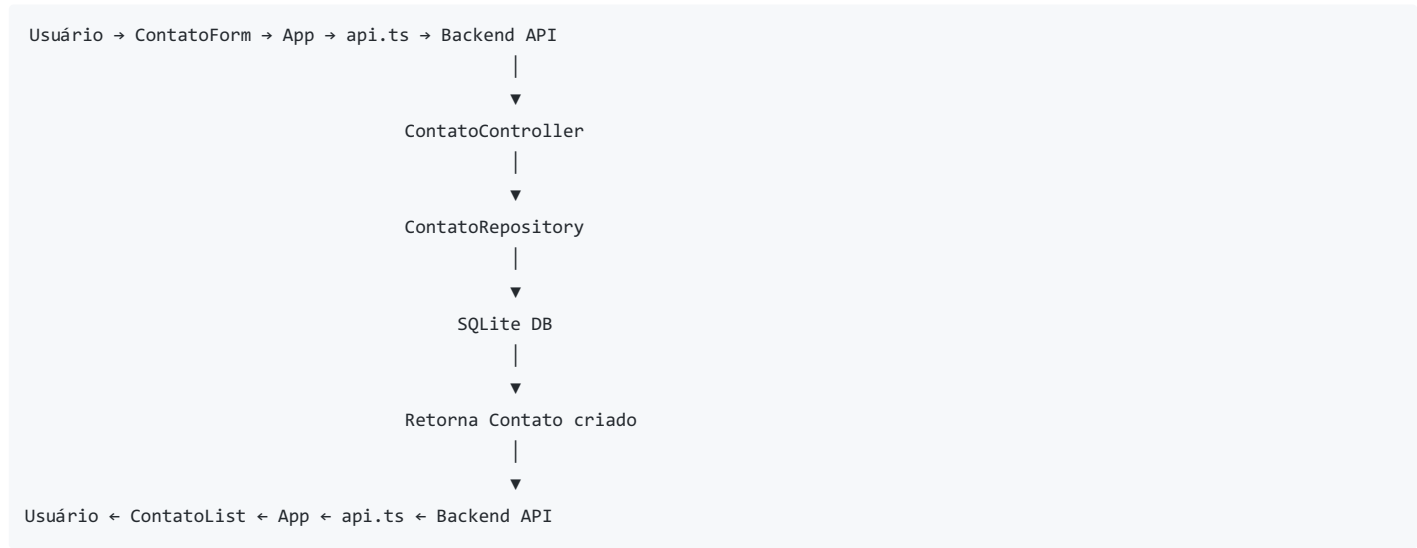 Usuário → ContatoForm → App → api.ts → Backend API
│
▼
ContatoController
│
▼
ContatoRepository
│
▼
SQLite DB
│
▼
Retorna Contato criado
│
▼
Usuário ← ContatoList ← App ← api.ts ← Backend API